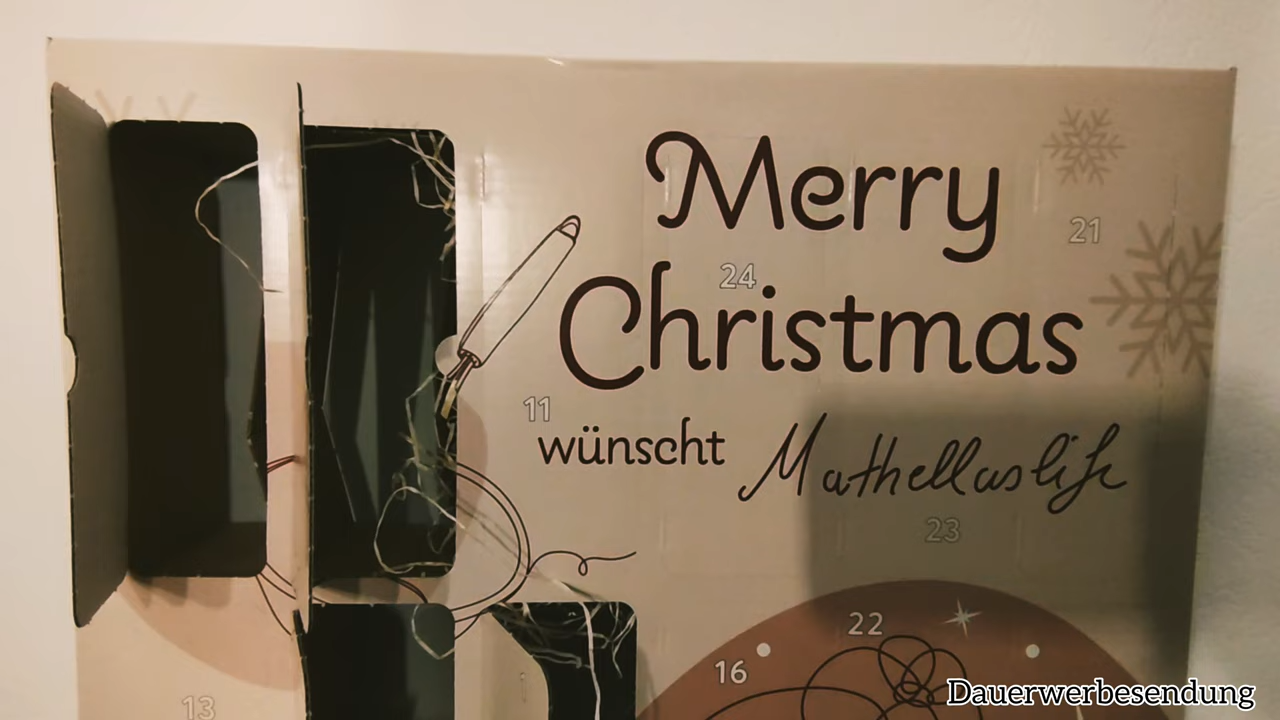 Merry
21
24
Christmas
11
wünscht Mathellaslife
23
22
16
13
Dauerwerbesendung